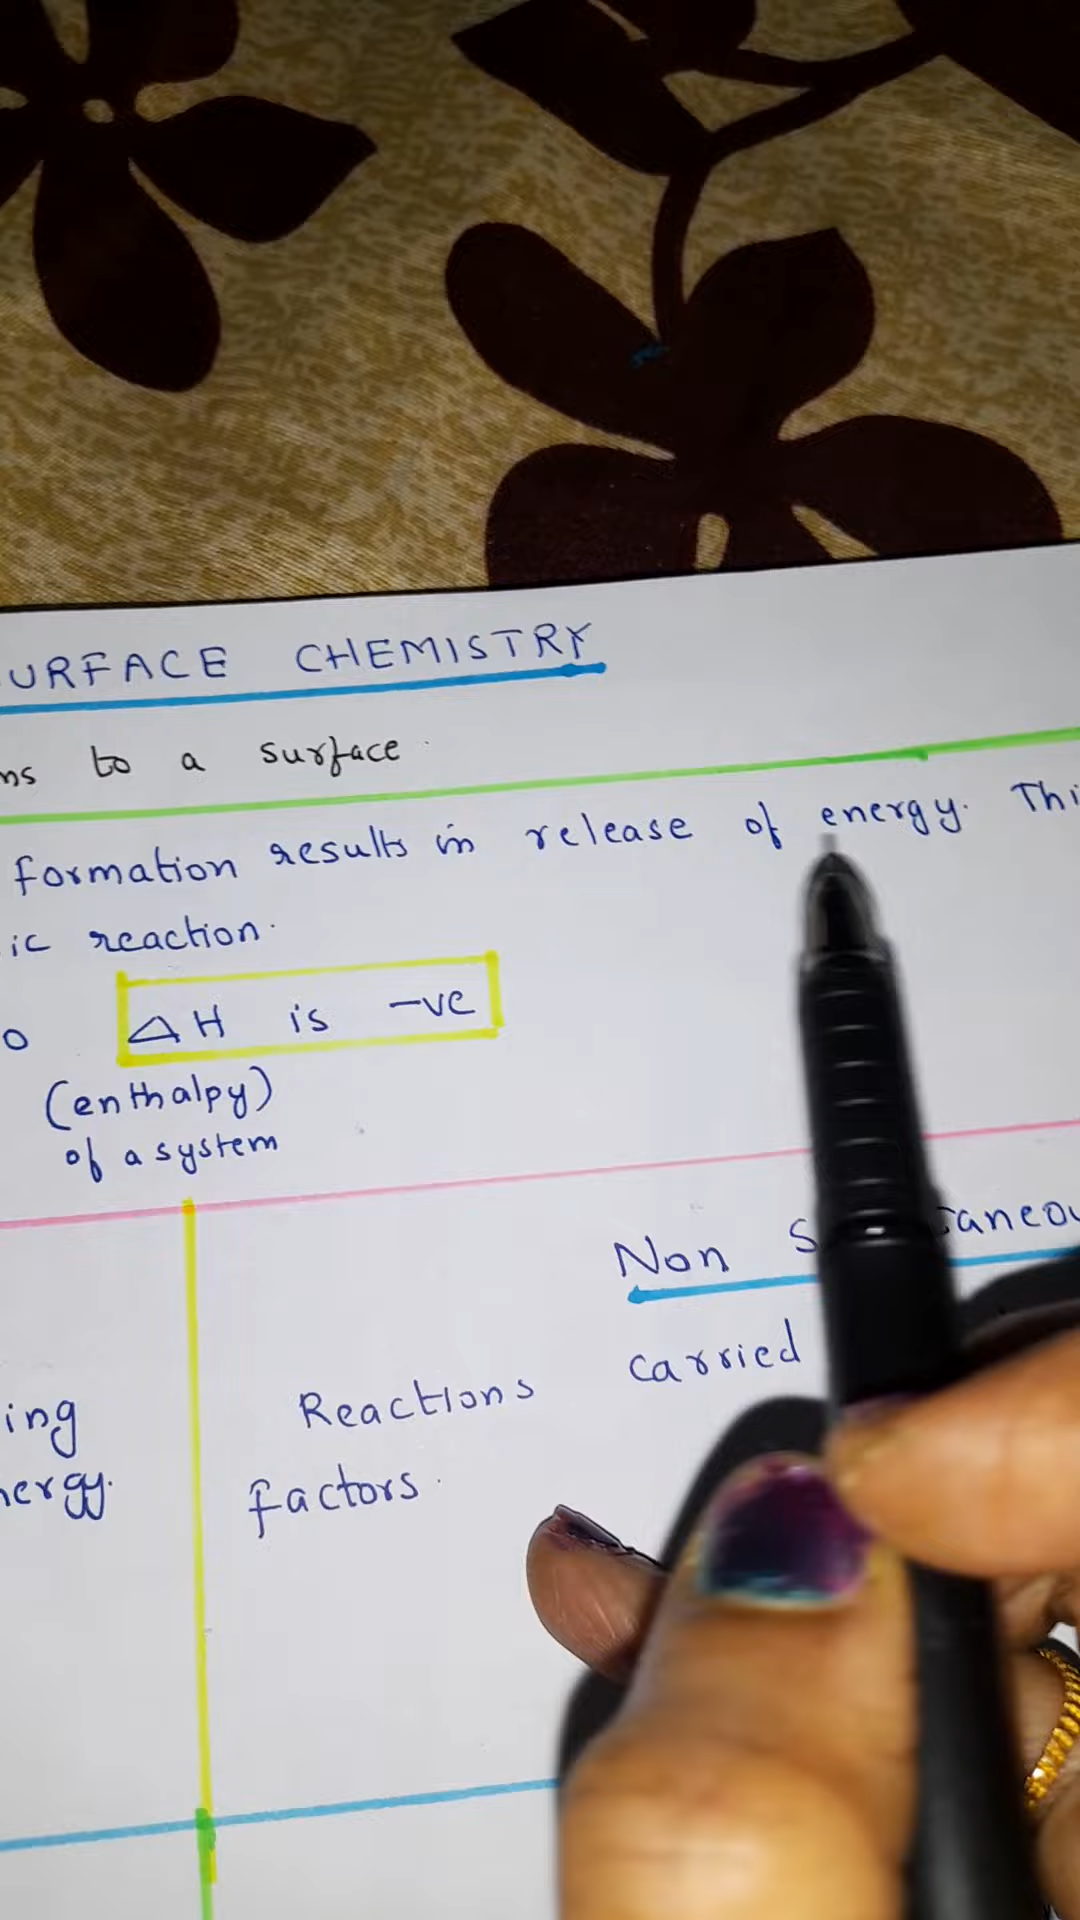 URFACE CHEMISTRY
ns to a surface
formation results in release of energy. Thi
ic reaction.
ΔH is -ve
(enthalpy)
of a system
Non
Reactions carried
ing
factors.
nergy.